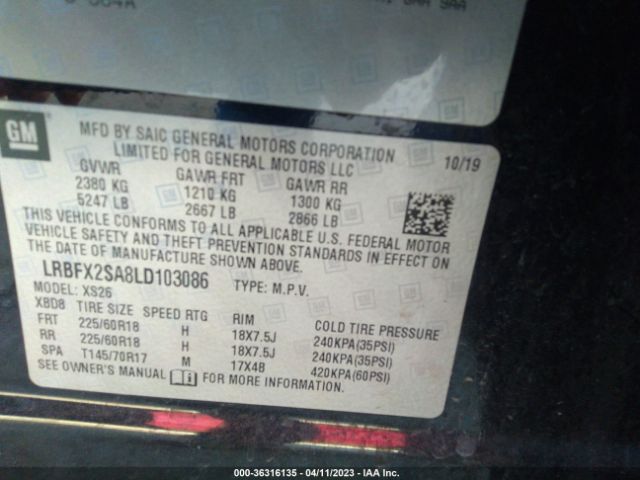 GM
MFD BY SAIC GENERAL MOTORS CORPORATION
LIMITED FOR GENERAL MOTORS LLC
10/19
GVWR GAWR FRT GAWR RR
2380 KG 1210 KG 1300 KG
5247 LB 2667 LB 2866 LB
THIS VEHICLE CONFORMS TO ALL APPLICABLE U.S. FEDERAL MOTOR
VEHICLE SAFETY AND THEFT PREVENTION STANDARDS IN EFFECT ON
THE DATE OF MANUFACTURE SHOWN ABOVE.
LRBFX2SA8LD103086 TYPE: M.P.V.
MODEL: XS26
XBD8 TIRE SIZE SPEED RTG RIM COLD TIRE PRESSURE
FRT 225/60R18 H 18X7.5J 240KPA(35PSI)
RR 225/60R18 H 18X7.5J 240KPA(35PSI)
SPA T145/70R17 M 17X4B 420KPA(60PSI)
SEE OWNER'S MANUAL FOR MORE INFORMATION.
000-36316135 - 04/11/2023 - IAA Inc.